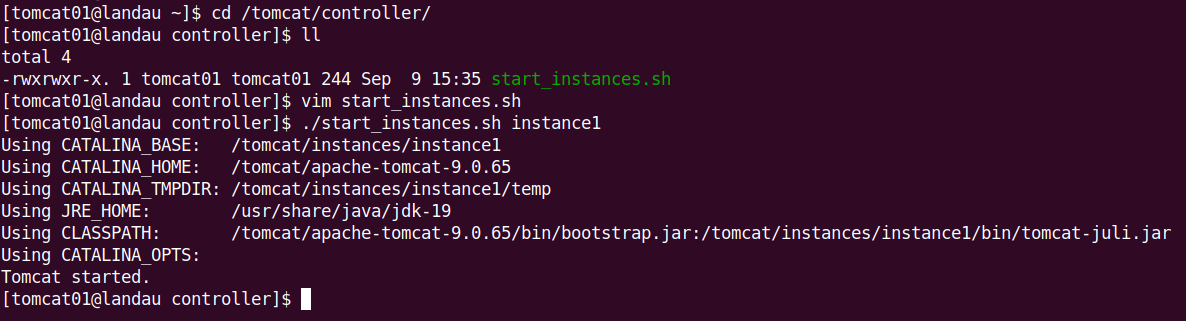 [tomcat01@landau ~]$ cd /tomcat/controller/
[tomcat01@landau controller]$ ll
total 4
-rwxrwxr-x. 1 tomcat01 tomcat01 244 Sep  9 15:35 start_instances.sh
[tomcat01@landau controller]$ vim start_instances.sh
[tomcat01@landau controller]$ ./start_instances.sh instance1
Using CATALINA_BASE:   /tomcat/instances/instance1
Using CATALINA_HOME:   /tomcat/apache-tomcat-9.0.65
Using CATALINA_TMPDIR: /tomcat/instances/instance1/temp
Using JRE_HOME:        /usr/share/java/jdk-19
Using CLASSPATH:       /tomcat/apache-tomcat-9.0.65/bin/bootstrap.jar:/tomcat/instances/instance1/bin/tomcat-juli.jar
Using CATALINA_OPTS:
Tomcat started.
[tomcat01@landau controller]$